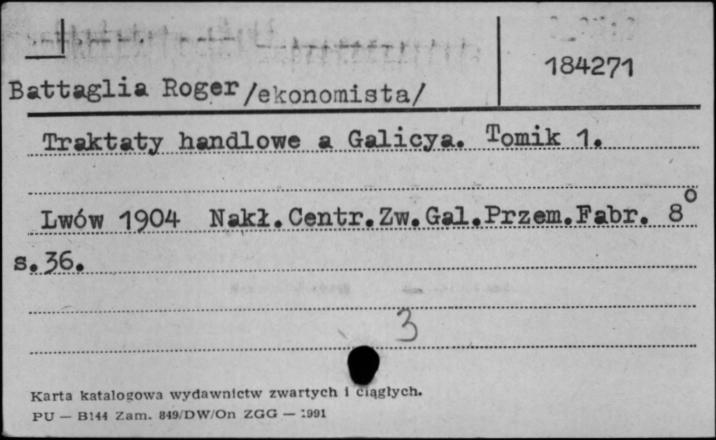 184271
Battaglia Roger /ekonomista/
Traktaty handlowe a Galicya. Tomik 1.
Lwów 1904 Nakł.Centr.Zw.Gal.Przem.Fabr. 8°
s.36.
3
Karta katalogowa wydawnictw zwartych i ciągłych.
PU — B144 Zam. 849/DW/On ZGG — 1991